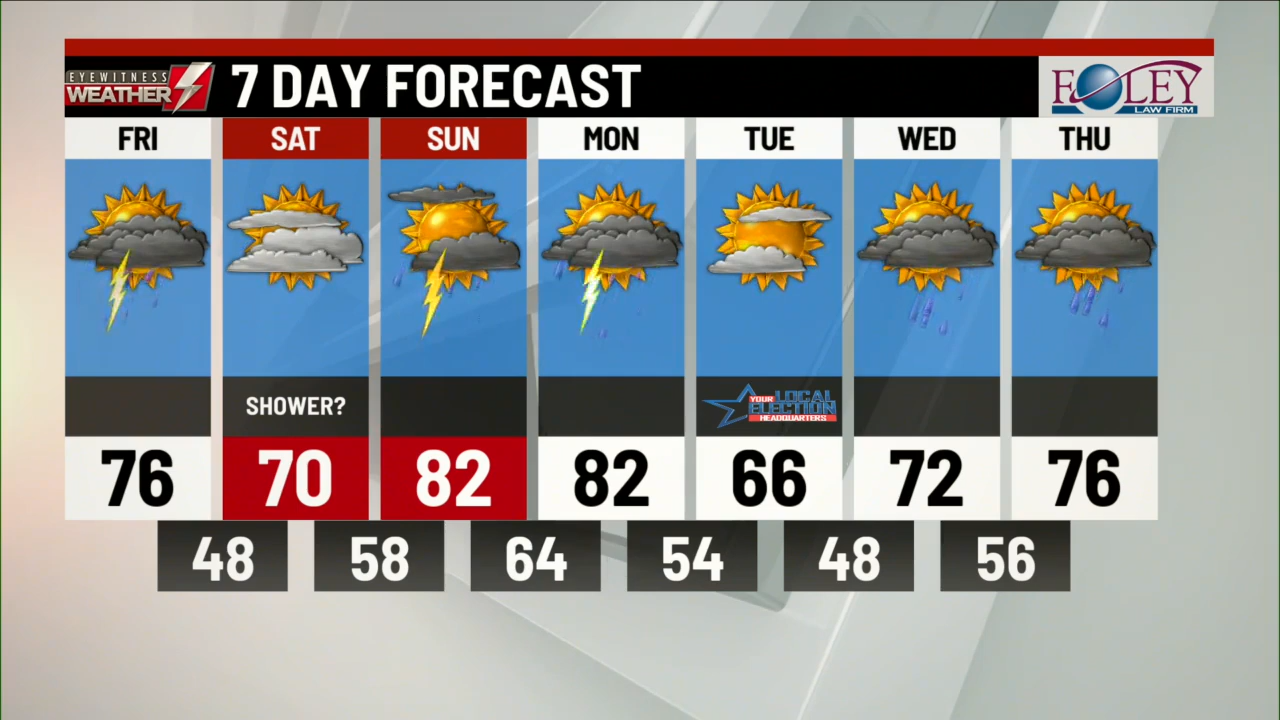 EYEWITNESS
WEATHER
7 DAY FORECAST
FOLEY
LAW FIRM
FRI SAT SUN MON TUE WED THU
SHOWER?
YOUR LOCAL
ELECTION
HEADQUARTERS
76 70 82 82 66 72 76
48 58 64 54 48 56